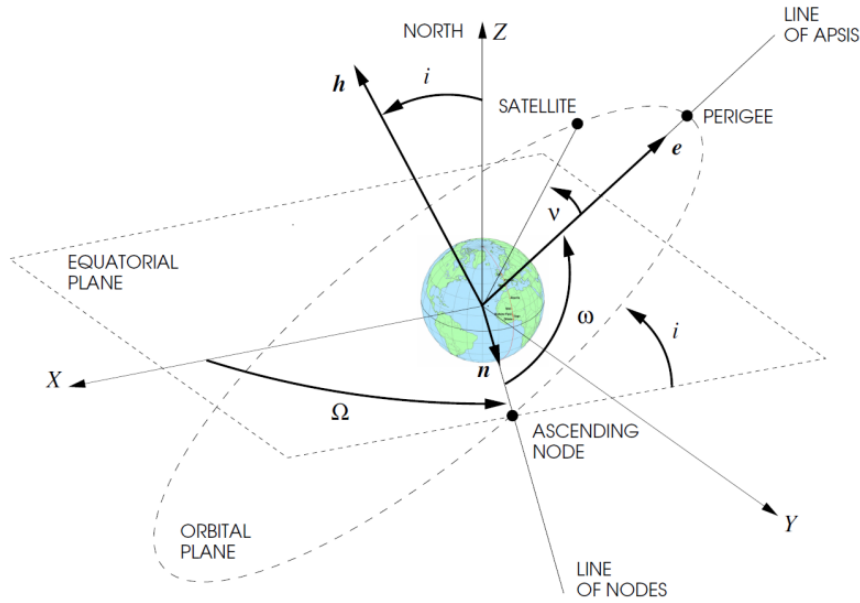 LINE
OF APSIS
NORTH
Z
h
i
SATELLITE
PERIGEE
e
ν
EQUATORIAL
PLANE
ω
i
X
n
Ω
ASCENDING
NODE
Y
ORBITAL
PLANE
LINE
OF NODES